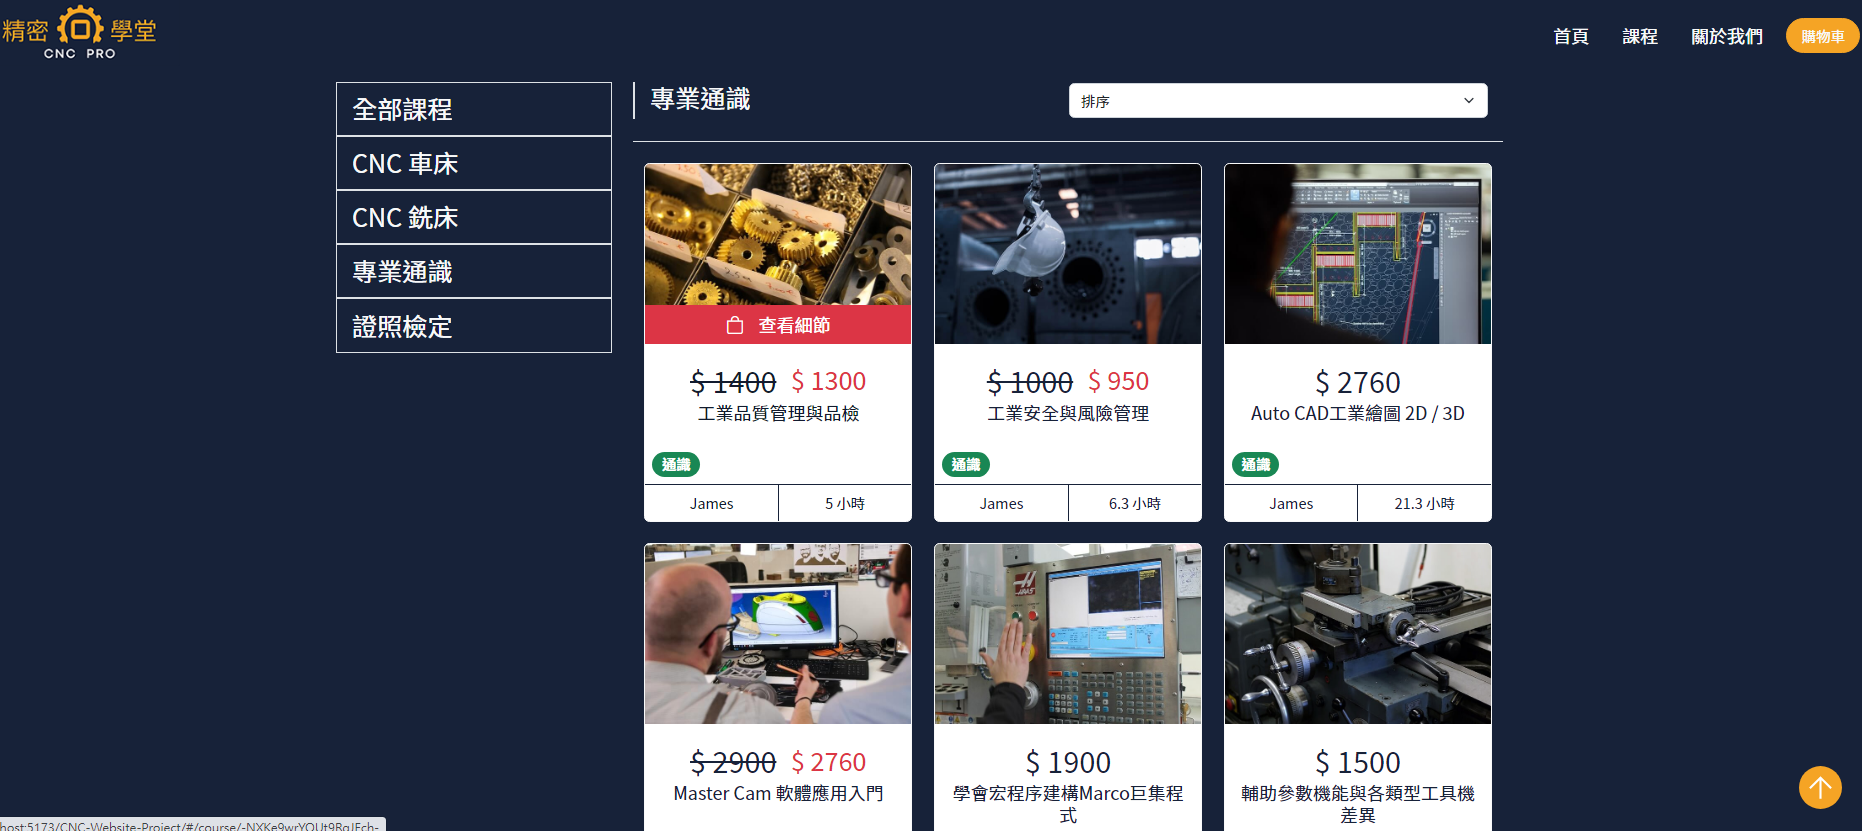 精密 學堂
CNC PRO
首頁
課程
關於我們
購物車
全部課程
CNC 車床
CNC 銑床
專業通識
證照檢定
專業通識
排序
查看細節
$ 1400 $ 1300
工業品質管理與品檢
通識
James
5 小時
$ 1000 $ 950
工業安全與風險管理
通識
James
6.3 小時
$ 2760
Auto CAD工業繪圖 2D / 3D
通識
James
21.3 小時
$ 2900 $ 2760
Master Cam 軟體應用入門
HAAS
$ 1900
學會宏程序建構Marco巨集程
式
$ 1500
輔助參數機能與各類型工具機
差異